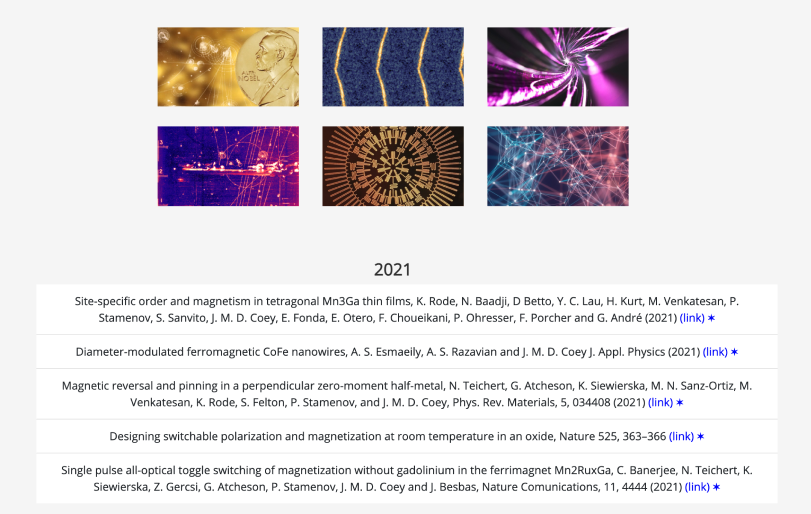 NOBEL
2021
Site-specific order and magnetism in tetragonal Mn3Ga thin films, K. Rode, N. Baadji, D Betto, Y. C. Lau, H. Kurt, M. Venkatesan, P.
Stamenov, S. Sanvito, J. M. D. Coey, E. Fonda, E. Otero, F. Choueikani, P. Ohresser, F. Porcher and G. André (2021) (link) ✶
Diameter-modulated ferromagnetic CoFe nanowires, A. S. Esmaeily, A. S. Razavian and J. M. D. Coey J. Appl. Physics (2021) (link) ✶
Magnetic reversal and pinning in a perpendicular zero-moment half-metal, N. Teichert, G. Atcheson, K. Siewierska, M. N. Sanz-Ortiz, M.
Venkatesan, K. Rode, S. Felton, P. Stamenov, and J. M. D. Coey, Phys. Rev. Materials, 5, 034408 (2021) (link) ✶
Designing switchable polarization and magnetization at room temperature in an oxide, Nature 525, 363–366 (link) ✶
Single pulse all-optical toggle switching of magnetization without gadolinium in the ferrimagnet Mn2RuxGa, C. Banerjee, N. Teichert, K.
Siewierska, Z. Gercsi, G. Atcheson, P. Stamenov, J. M. D. Coey and J. Besbas, Nature Comunications, 11, 4444 (2021) (link) ✶